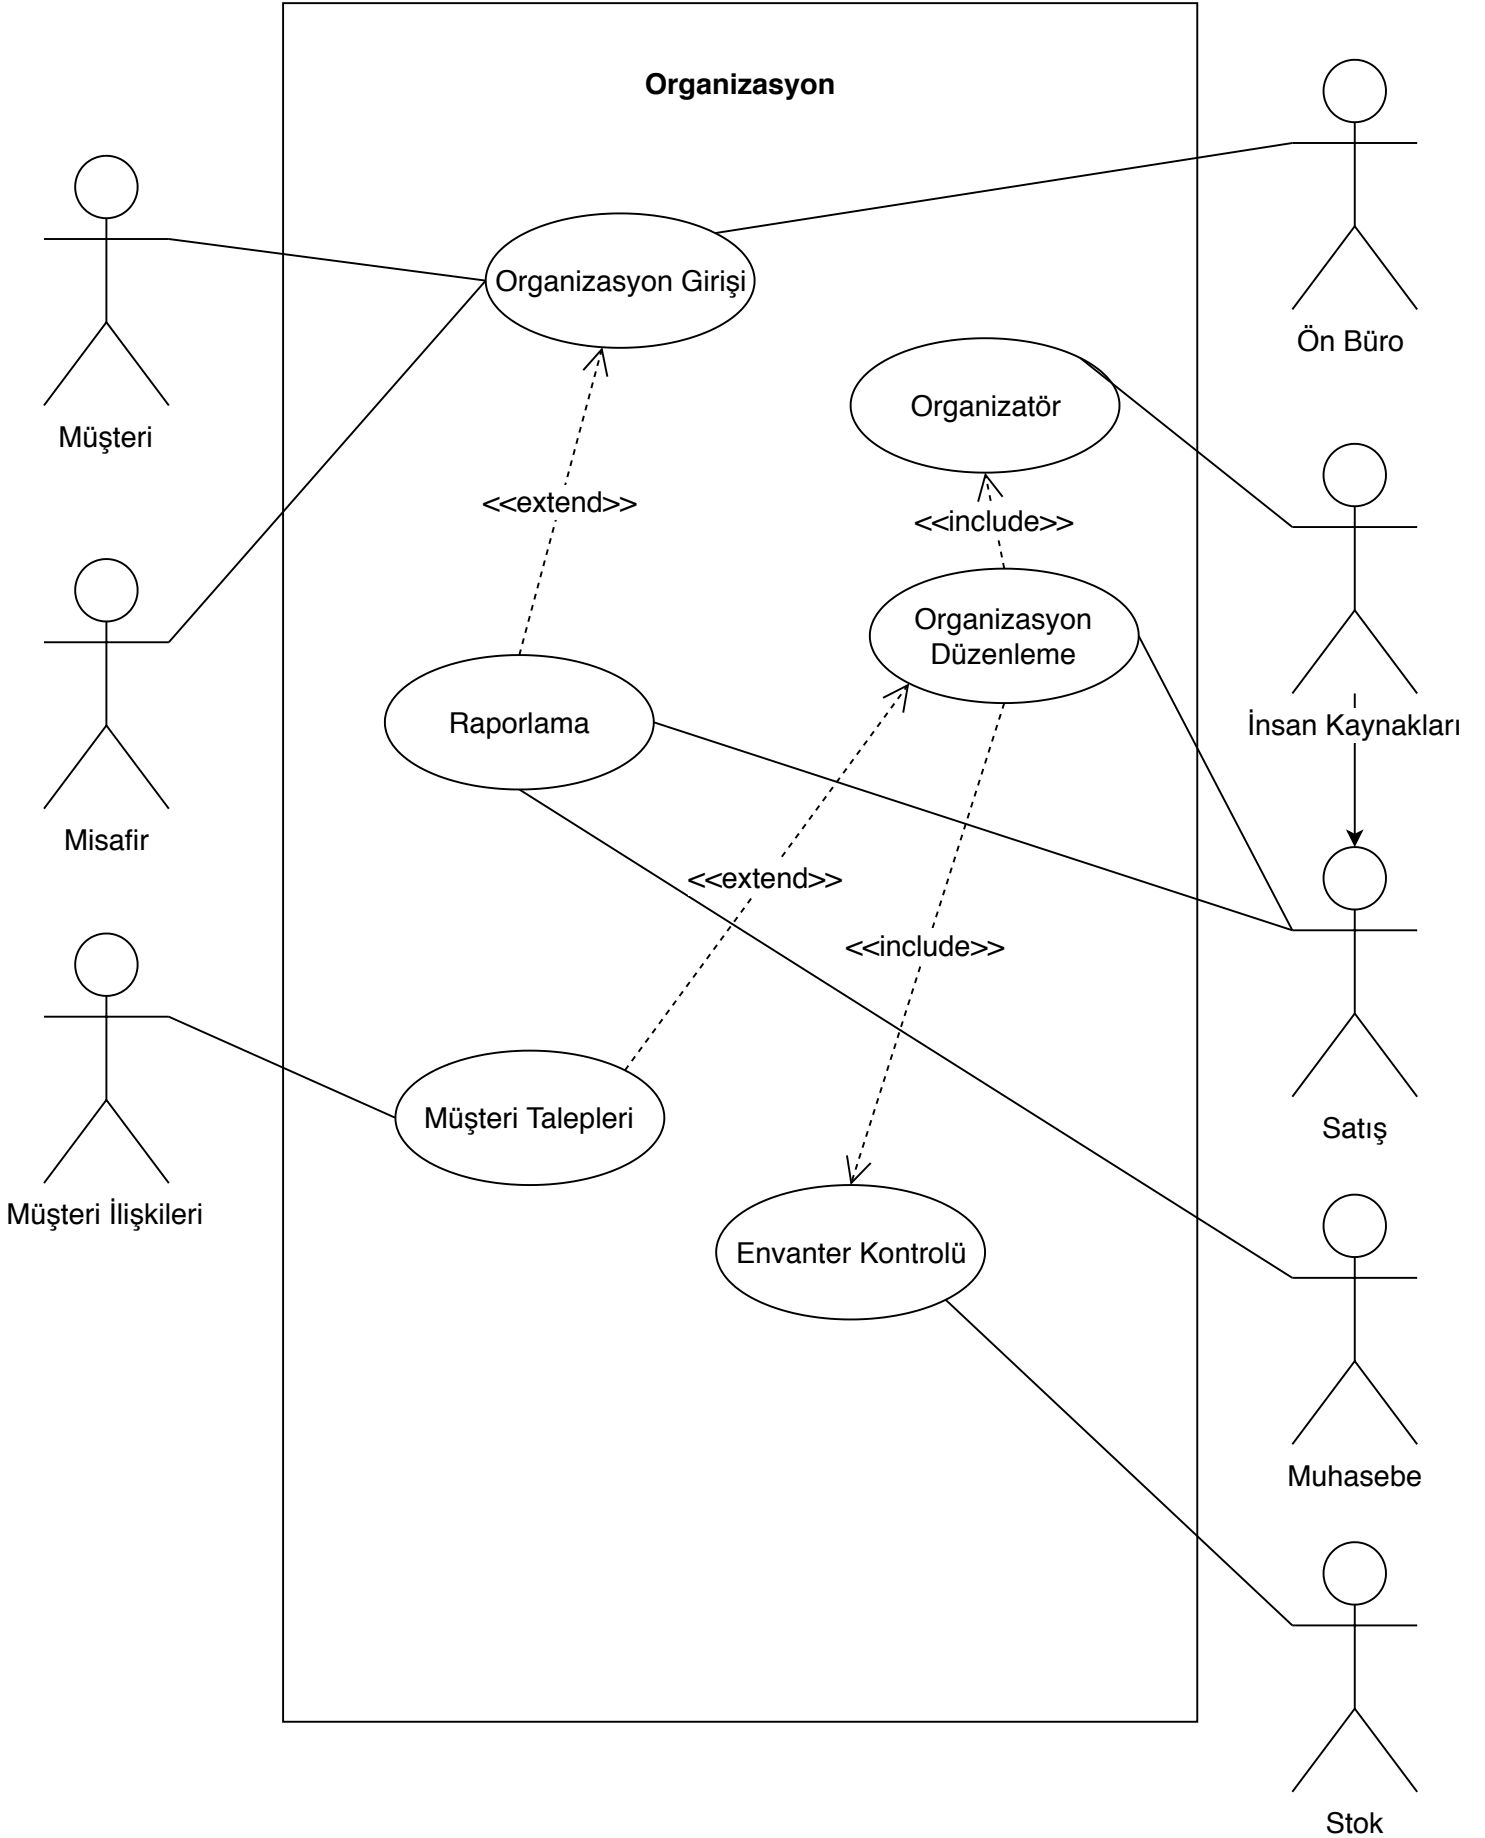 Organizasyon
Organizasyon Girişi
Ön Büro
Organizatör
Müşteri
<<extend>>
<<include>>
Organizasyon
Düzenleme
Raporlama
İnsan Kaynakları
Misafir
<<extend>>
<<include>>
Müşteri Talepleri
Satış
Müşteri İlişkileri
Envanter Kontrolü
Muhasebe
Stok